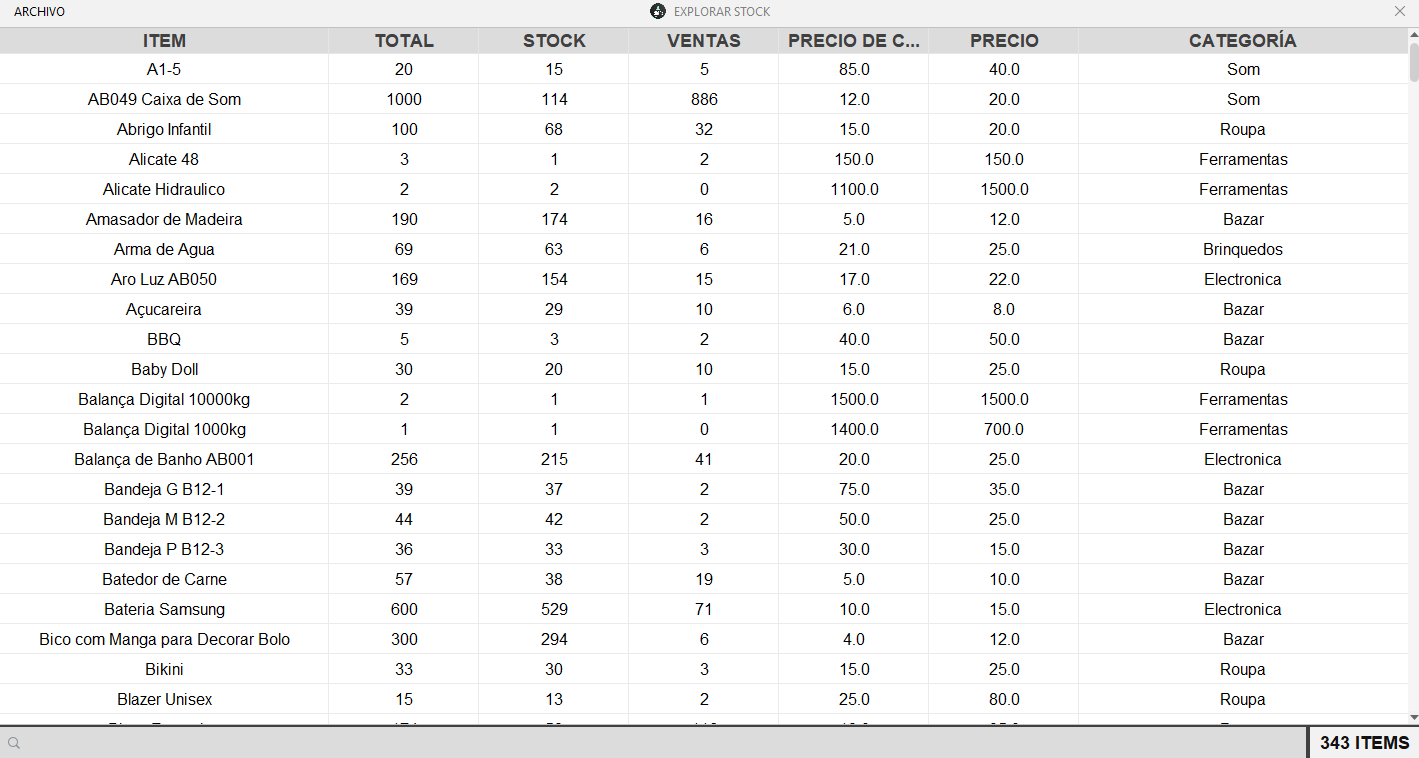 ARCHIVO EXPLORAR STOCK
ITEM TOTAL STOCK VENTAS PRECIO DE C... PRECIO CATEGORÍA
A1-5 20 15 5 85.0 40.0 Som
AB049 Caixa de Som 1000 114 886 12.0 20.0 Som
Abrigo Infantil 100 68 32 15.0 20.0 Roupa
Alicate 48 3 1 2 150.0 150.0 Ferramentas
Alicate Hidraulico 2 2 0 1100.0 1500.0 Ferramentas
Amasador de Madeira 190 174 16 5.0 12.0 Bazar
Arma de Agua 69 63 6 21.0 25.0 Brinquedos
Aro Luz AB050 169 154 15 17.0 22.0 Electronica
Açucareira 39 29 10 6.0 8.0 Bazar
BBQ 5 3 2 40.0 50.0 Bazar
Baby Doll 30 20 10 15.0 25.0 Roupa
Balança Digital 10000kg 2 1 1 1500.0 1500.0 Ferramentas
Balança Digital 1000kg 1 1 0 1400.0 700.0 Ferramentas
Balança de Banho AB001 256 215 41 20.0 25.0 Electronica
Bandeja G B12-1 39 37 2 75.0 35.0 Bazar
Bandeja M B12-2 44 42 2 50.0 25.0 Bazar
Bandeja P B12-3 36 33 3 30.0 15.0 Bazar
Batedor de Carne 57 38 19 5.0 10.0 Bazar
Bateria Samsung 600 529 71 10.0 15.0 Electronica
Bico com Manga para Decorar Bolo 300 294 6 4.0 12.0 Bazar
Bikini 33 30 3 15.0 25.0 Roupa
Blazer Unisex 15 13 2 25.0 80.0 Roupa
343 ITEMS